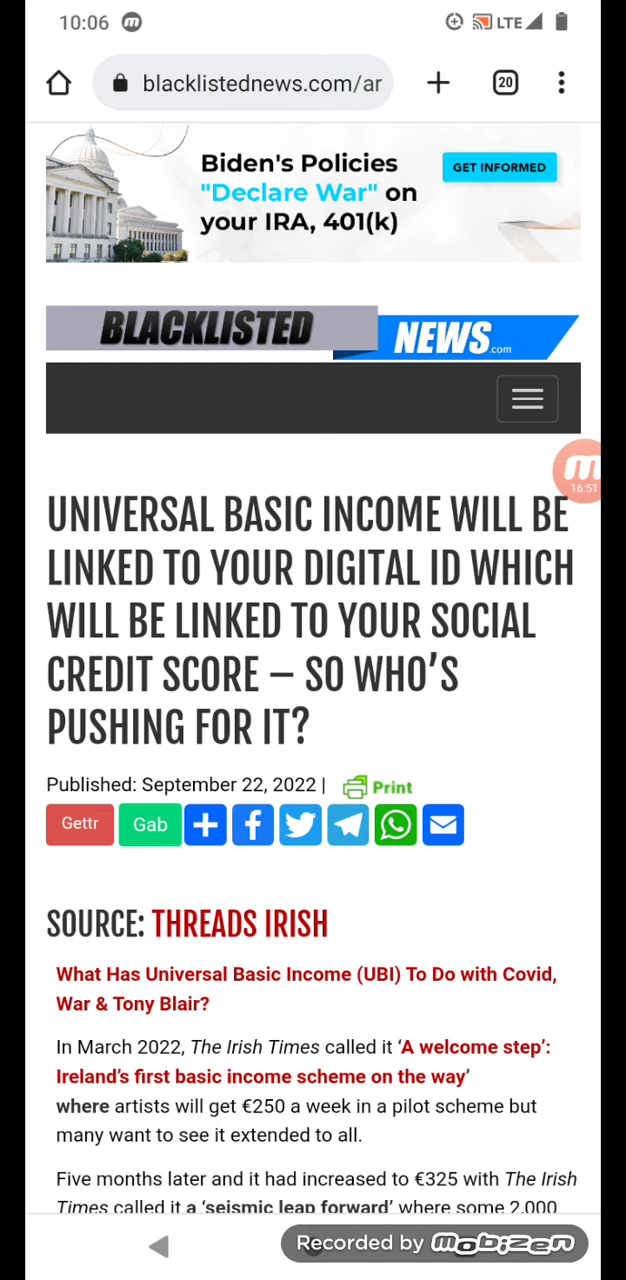 10:06
LTE
blacklistednews.com/ar
20
Biden's Policies
"Declare War" on
your IRA, 401(k)
GET INFORMED
BLACKLISTED
NEWS.com
16:51
UNIVERSAL BASIC INCOME WILL BE
LINKED TO YOUR DIGITAL ID WHICH
WILL BE LINKED TO YOUR SOCIAL
CREDIT SCORE – SO WHO'S
PUSHING FOR IT?
Published: September 22, 2022 | Print
Gettr Gab
SOURCE: THREADS IRISH
What Has Universal Basic Income (UBI) To Do with Covid,
War & Tony Blair?
In March 2022, The Irish Times called it ‘A welcome step’:
Ireland’s first basic income scheme on the way’
where artists will get €250 a week in a pilot scheme but
many want to see it extended to all.
Five months later and it had increased to €325 with The Irish
Times called it a ‘seismic leap forward’ where some 2,000
Recorded by mobizen